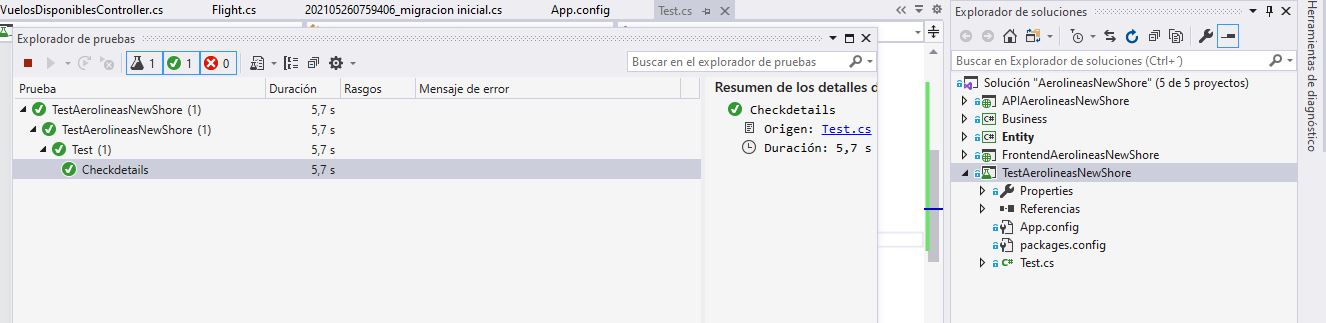 VuelosDisponiblesController.cs Flight.cs 202105260759406_migracion inicial.cs App.config Test.cs
Explorador de pruebas
1 1 0
Buscar en el explorador de pruebas
Prueba Duración Rasgos Mensaje de error
TestAerolineasNewShore (1) 5,7 s
TestAerolineasNewShore (1) 5,7 s
Test (1) 5,7 s
Checkdetails 5,7 s
Resumen de los detalles d
Checkdetails
Origen: Test.cs
Duración: 5,7 s
Explorador de soluciones
Buscar en Explorador de soluciones (Ctrl+´)
Solución "AerolineasNewShore" (5 de 5 proyectos)
APIAerolineasNewShore
Business
Entity
FrontendAerolineasNewShore
TestAerolineasNewShore
Properties
Referencias
App.config
packages.config
Test.cs
Herramientas de diagnóstico